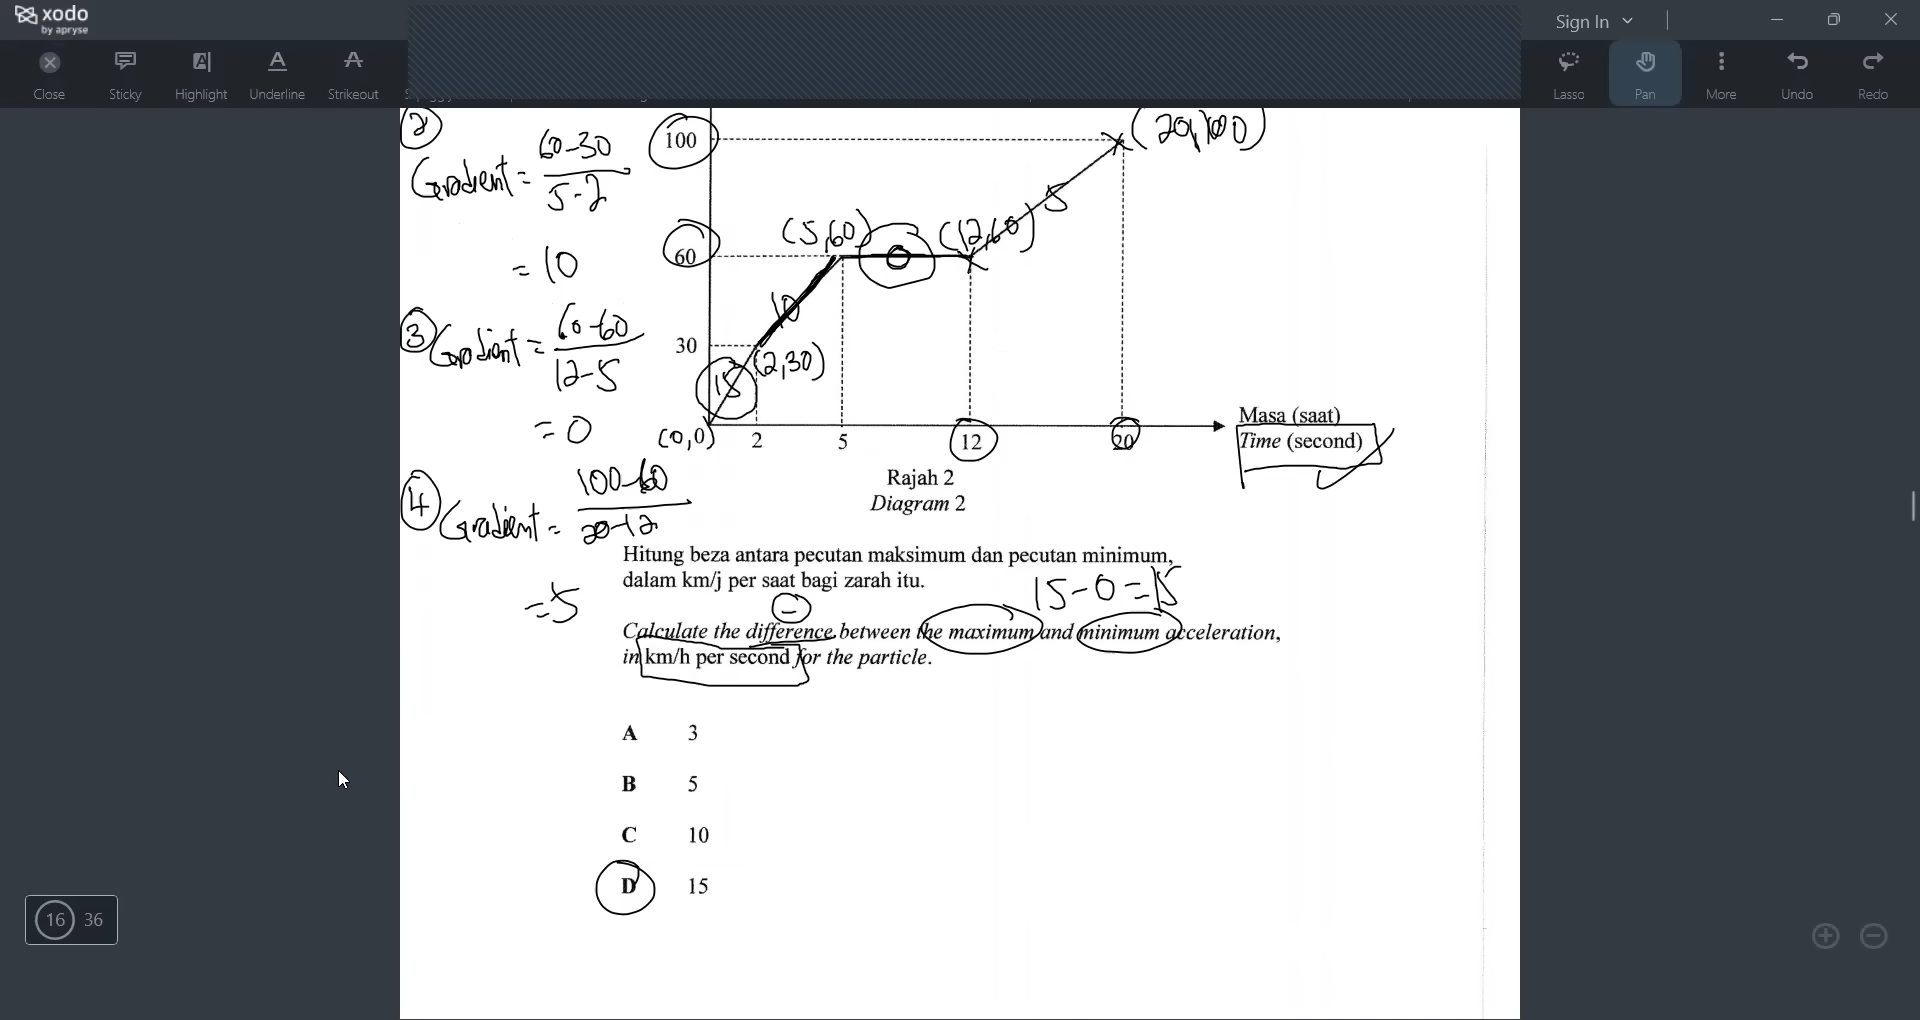 xodo
by apryse
Sign In
Close
Sticky
Highlight
Underline
Strikeout
Lasso
Pan
More
Undo
Redo
2
Gradient = 60-30
5-2
= 10
3 Gradient = 60-60
12-5
= 0
4 Gradient = 100-60
20-12
= 5
100
(20,100)
5
(5,60)
0
(12,60)
60
10
30
15
(2,30)
(0,0)
0
2
5
12
20
Masa (saat)
Time (second)
Rajah 2
Diagram 2
Hitung beza antara pecutan maksimum dan pecutan minimum,
dalam km/j per saat bagi zarah itu.
15-0=15
-
Calculate the difference between the maximum and minimum acceleration,
in km/h per second for the particle.
A 3
B 5
C 10
D 15
16 36